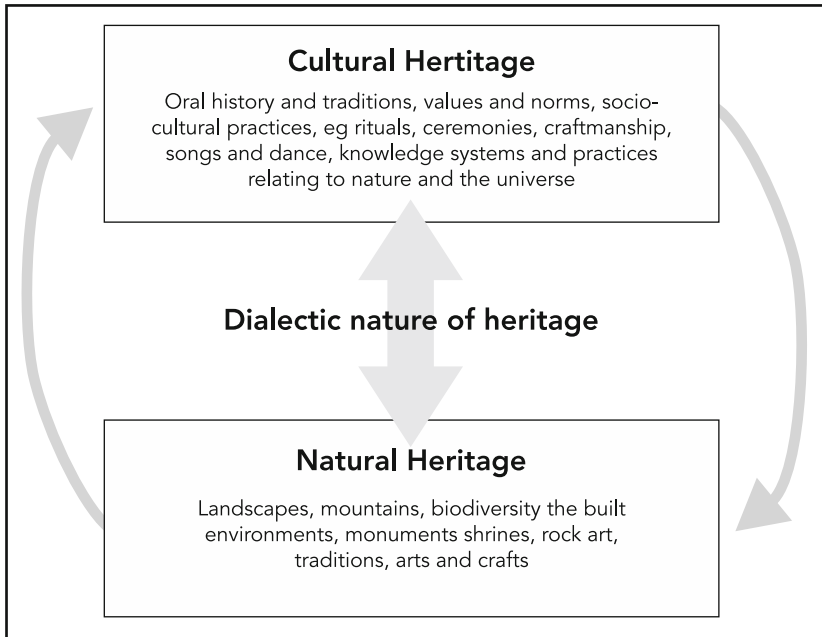 Cultural Hertitage
Oral history and traditions, values and norms, socio-
cultural practices, eg rituals, ceremonies, craftmanship,
songs and dance, knowledge systems and practices
relating to nature and the universe
Dialectic nature of heritage
Natural Heritage
Landscapes, mountains, biodiversity the built
environments, monuments shrines, rock art,
traditions, arts and crafts